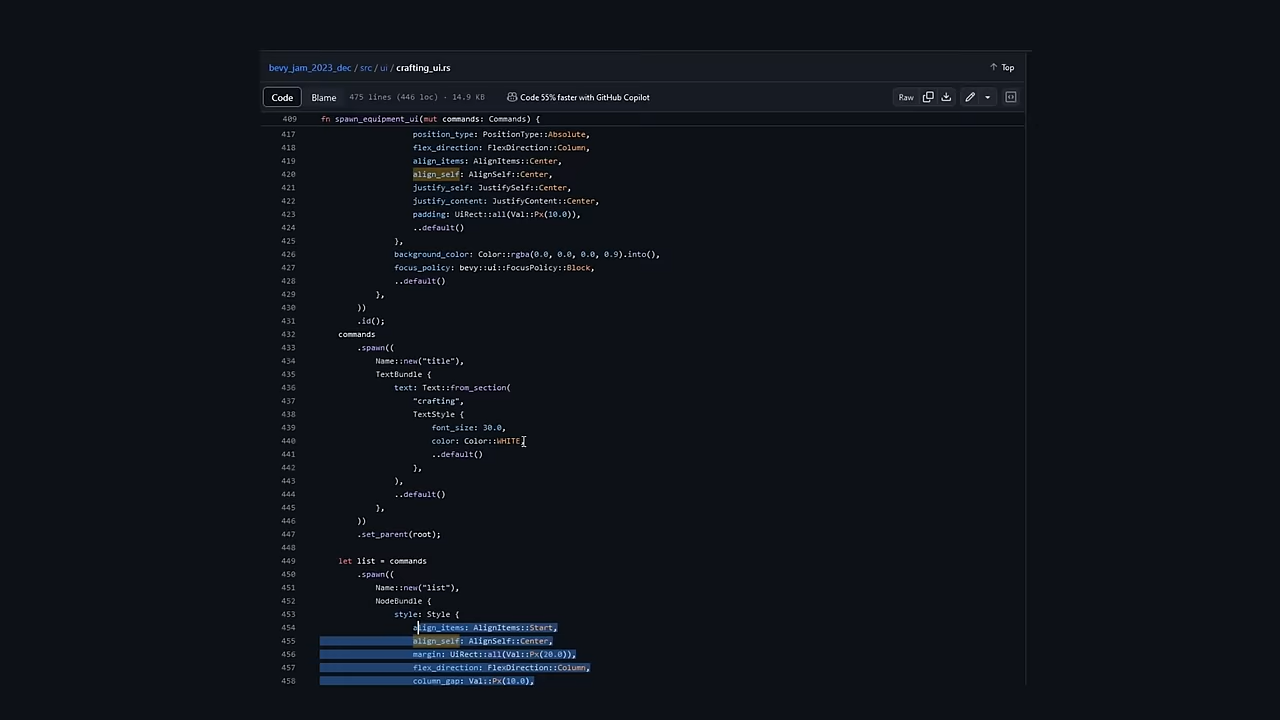 bevy_jam_2023_dec / src / ui / crafting_ui.rs
Top
Code Blame 475 lines (446 loc) · 14.9 KB Code 55% faster with GitHub Copilot Raw
409 fn spawn_equipment_ui(mut commands: Commands) {
417 position_type: PositionType::Absolute,
418 flex_direction: FlexDirection::Column,
419 align_items: AlignItems::Center,
420 align_self: AlignSelf::Center,
421 justify_self: JustifySelf::Center,
422 justify_content: JustifyContent::Center,
423 padding: UiRect::all(Val::Px(10.0)),
424 ..default()
425 },
426 background_color: Color::rgba(0.0, 0.0, 0.0, 0.9).into(),
427 focus_policy: bevy::ui::FocusPolicy::Block,
428 ..default()
429 },
430 ))
431 .id();
432 commands
433 .spawn((
434 Name::new("title"),
435 TextBundle {
436 text: Text::from_section(
437 "crafting",
438 TextStyle {
439 font_size: 30.0,
440 color: Color::WHITE,
441 ..default()
442 },
443 ),
444 ..default()
445 },
446 ))
447 .set_parent(root);
448
449 let list = commands
450 .spawn((
451 Name::new("list"),
452 NodeBundle {
453 style: Style {
454 align_items: AlignItems::Start,
455 align_self: AlignSelf::Center,
456 margin: UiRect::all(Val::Px(20.0)),
457 flex_direction: FlexDirection::Column,
458 column_gap: Val::Px(10.0),